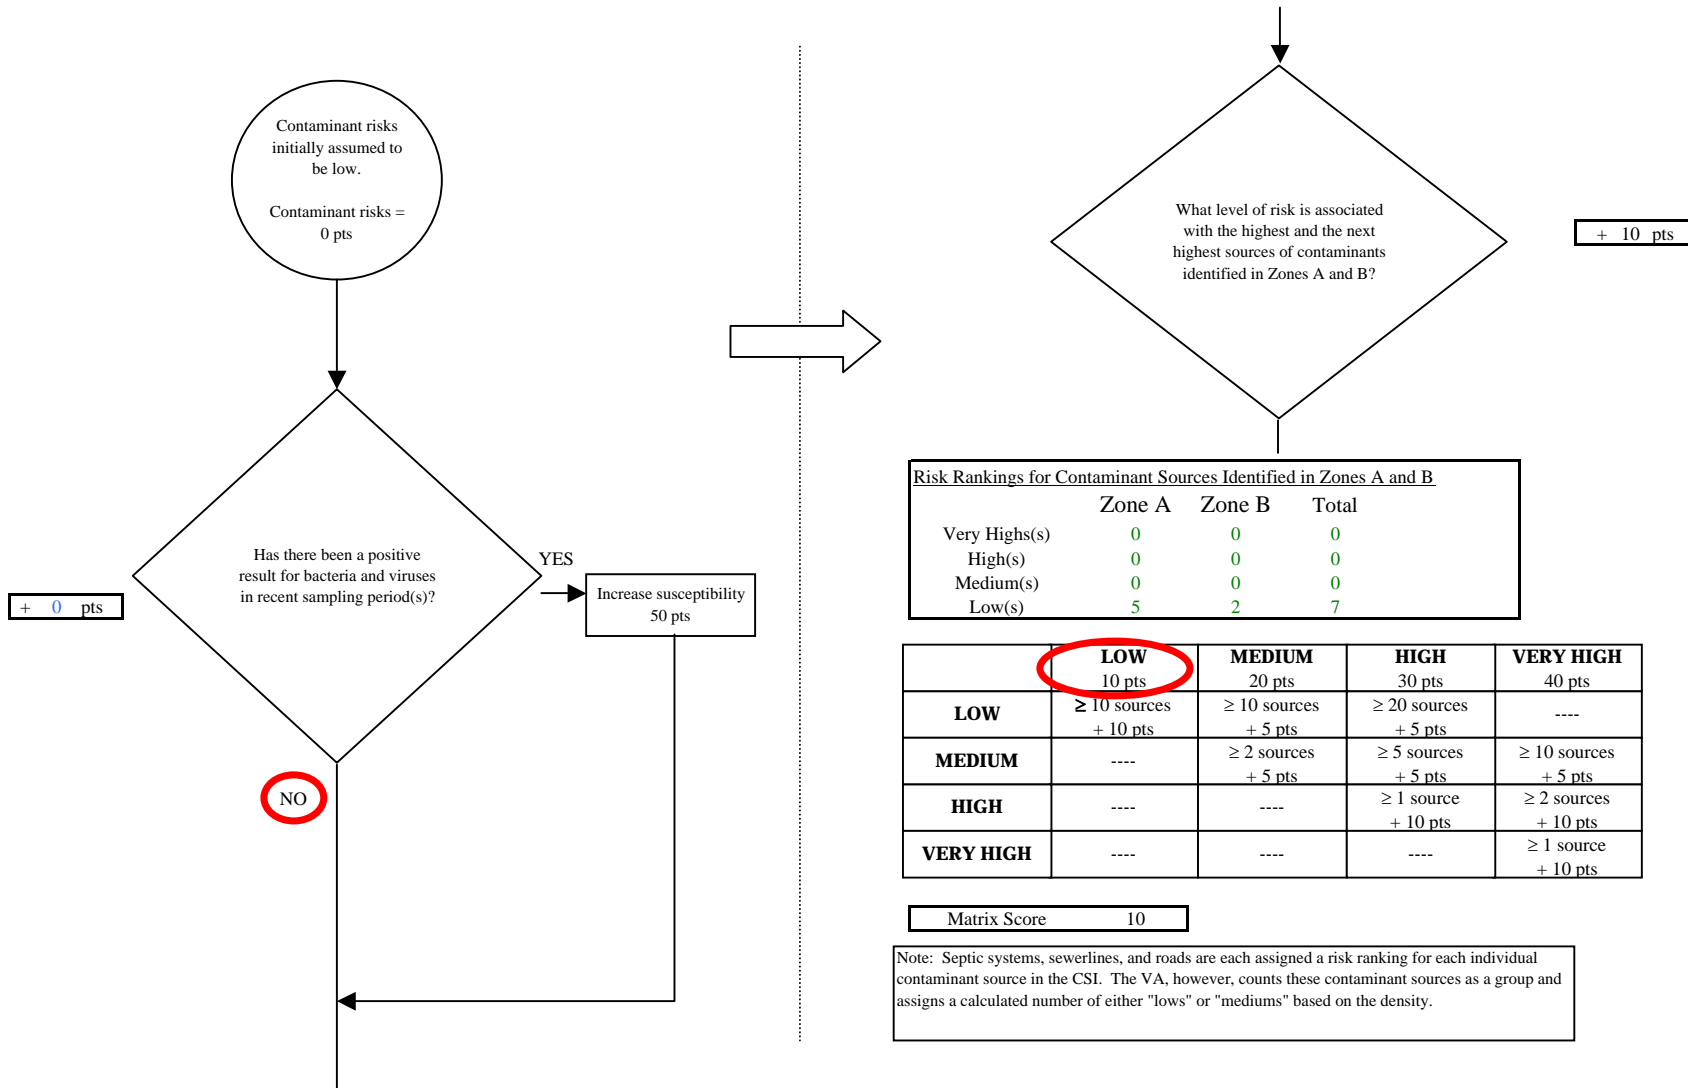 Contaminant risks
initially assumed to
be low.
Contaminant risks =
0 pts
Has there been a positive
result for bacteria and viruses
in recent sampling period(s)?
+ 0 pts
YES
Increase susceptibility
50 pts
NO
What level of risk is associated
with the highest and the next
highest sources of contaminants
identified in Zones A and B?
+ 10 pts
Risk Rankings for Contaminant Sources Identified in Zones A and B
Zone A Zone B Total
Very Highs(s) 0 0 0
High(s) 0 0 0
Medium(s) 0 0 0
Low(s) 5 2 7
LOW MEDIUM HIGH VERY HIGH
10 pts 20 pts 30 pts 40 pts
LOW ≥ 10 sources ≥ 10 sources ≥ 20 sources ----
+ 10 pts + 5 pts + 5 pts
MEDIUM ---- ≥ 2 sources ≥ 5 sources ≥ 10 sources
+ 5 pts + 5 pts + 5 pts
HIGH ---- ---- ≥ 1 source ≥ 2 sources
+ 10 pts + 10 pts
VERY HIGH ---- ---- ---- ≥ 1 source
+ 10 pts
Matrix Score 10
Note: Septic systems, sewerlines, and roads are each assigned a risk ranking for each individual
contaminant source in the CSI. The VA, however, counts these contaminant sources as a group and
assigns a calculated number of either "lows" or "mediums" based on the density.